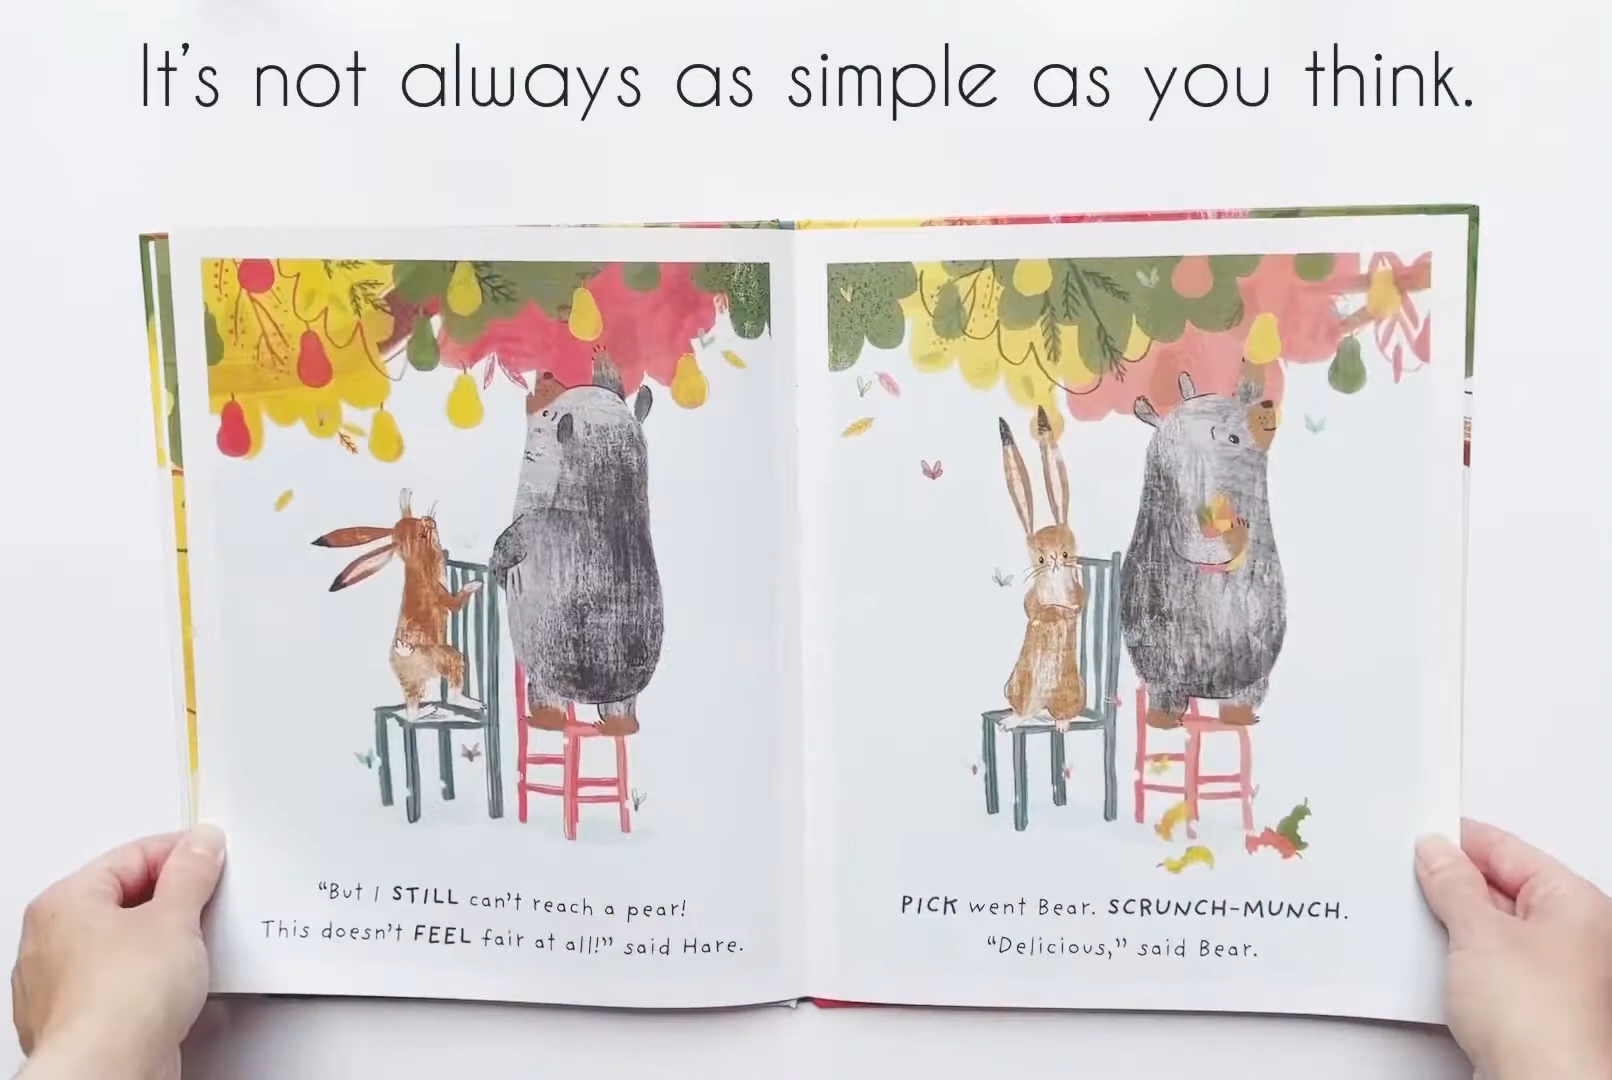 It's not always as simple as you think.
“But I STILL can't reach a pear!
This doesn't FEEL fair at all!” said Hare.
PICK went Bear. SCRUNCH-MUNCH.
“Delicious,” said Bear.